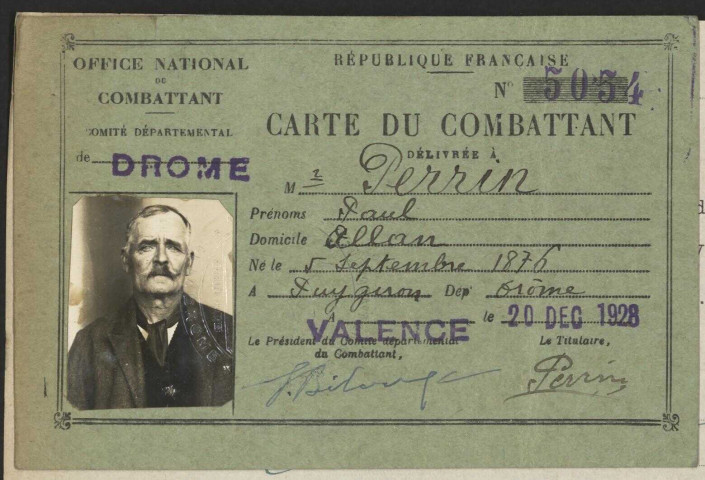 OFFICE NATIONAL
DU
COMBATTANT
COMITÉ DÉPARTEMENTAL
de DROME
RÉPUBLIQUE FRANÇAISE
N° 5054
CARTE DU COMBATTANT
DÉLIVRÉE À
M r Perrin
Prénoms Paul
Domicile Allan
Né le 5 Septembre 1876
A Puygiron Dépt Drôme
A VALENCE le 20 DEC 1928
Le Président du Comité départemental
du Combattant,
Le Titulaire,
Perrin